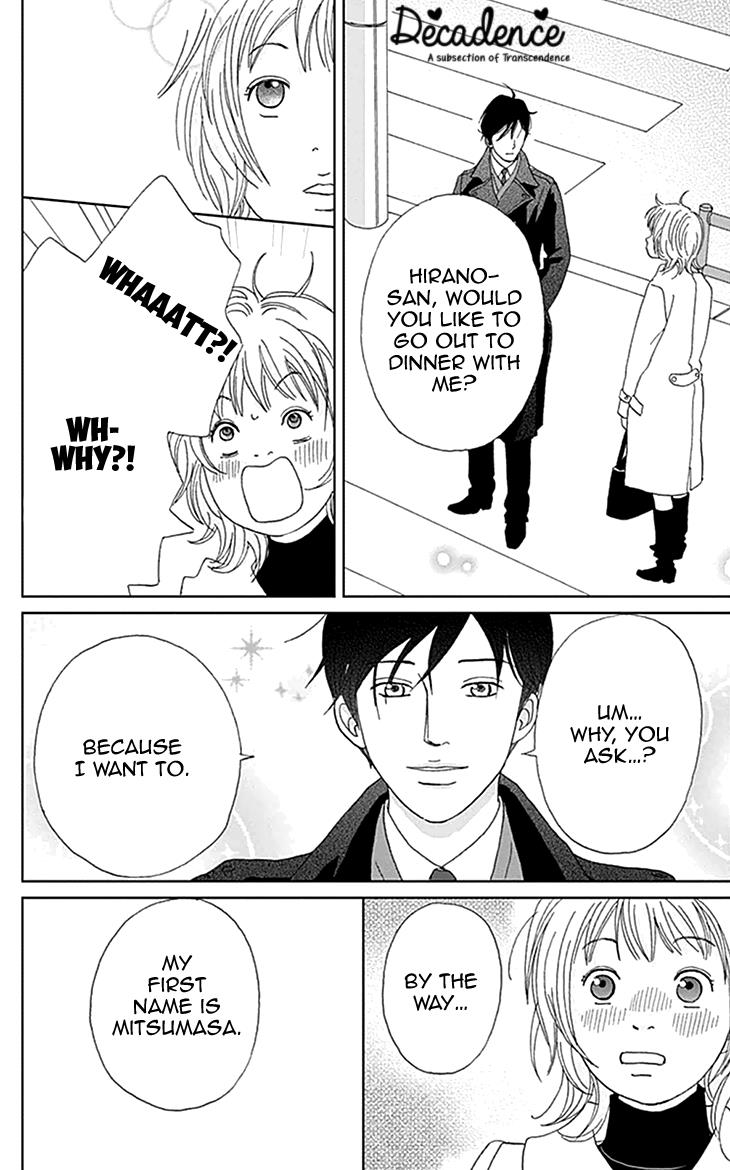 Decadence
A subsection of Transcendence
HIRANO-
SAN, WOULD
YOU LIKE TO
GO OUT TO
DINNER WITH
ME?
WHAAATT?!
WH-
WHY?!
UM...
WHY, YOU
ASK...?
BECAUSE
I WANT TO.
BY THE
WAY...
MY
FIRST
NAME IS
MITSUMASA.